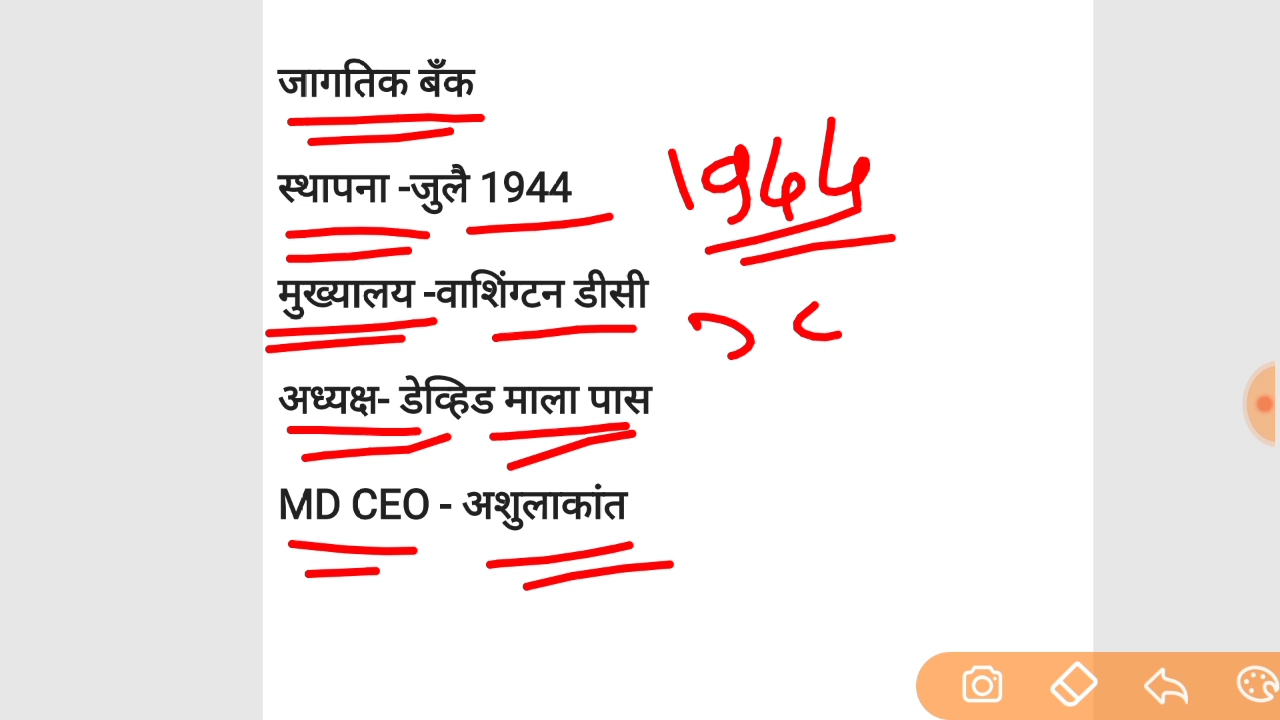 जागतिक बँक
स्थापना -जुलै 1944
1944
मुख्यालय -वाशिंग्टन डीसी
अध्यक्ष- डेव्हिड माला पास
MD CEO - अशुलाकांत